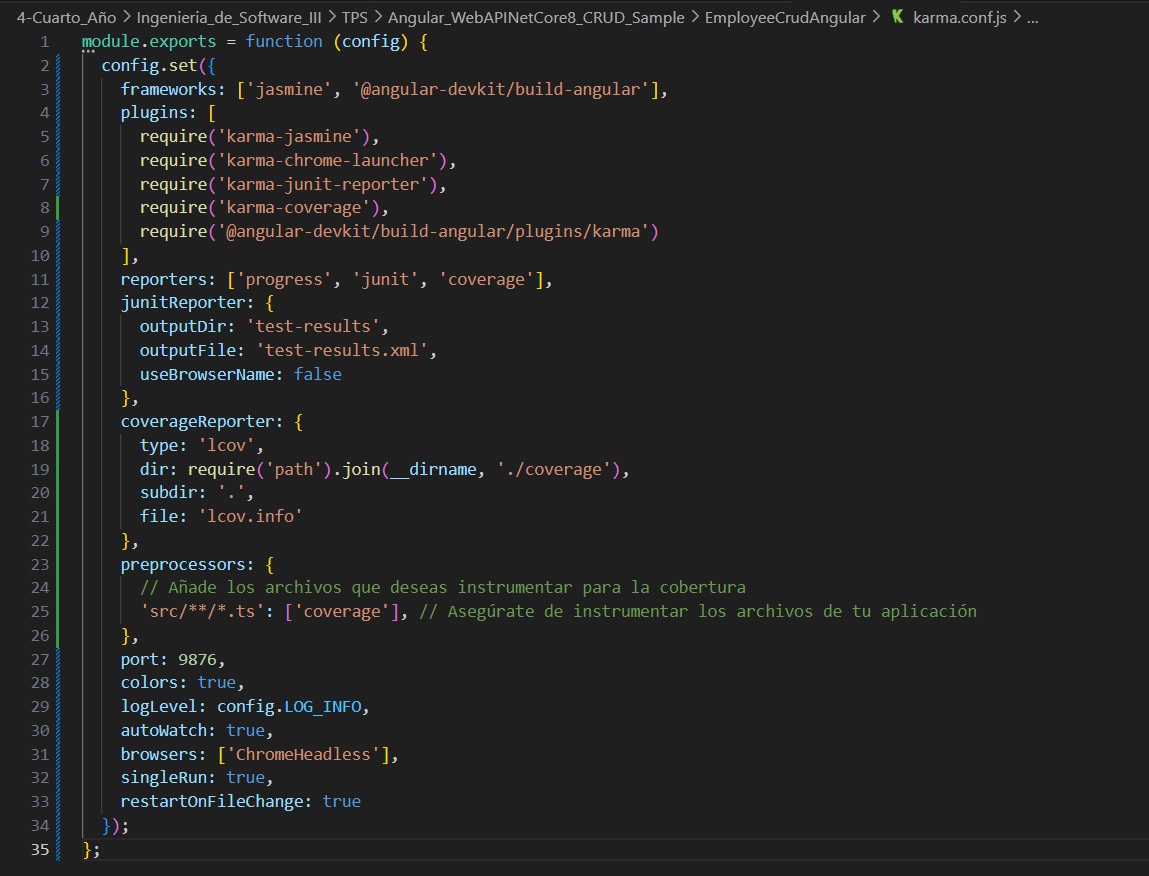 4-Cuarto_Año > Ingenieria_de_Software_III > TPS > Angular_WebAPINetCore8_CRUD_Sample > EmployeeCrudAngular > K karma.conf.js > ...
1 module.exports = function (config) {
2 config.set({
3 frameworks: ['jasmine', '@angular-devkit/build-angular'],
4 plugins: [
5 require('karma-jasmine'),
6 require('karma-chrome-launcher'),
7 require('karma-junit-reporter'),
8 require('karma-coverage'),
9 require('@angular-devkit/build-angular/plugins/karma')
10 ],
11 reporters: ['progress', 'junit', 'coverage'],
12 junitReporter: {
13 outputDir: 'test-results',
14 outputFile: 'test-results.xml',
15 useBrowserName: false
16 },
17 coverageReporter: {
18 type: 'lcov',
19 dir: require('path').join(__dirname, './coverage'),
20 subdir: '.',
21 file: 'lcov.info'
22 },
23 preprocessors: {
24 // Añade los archivos que deseas instrumentar para la cobertura
25 'src/**/*.ts': ['coverage'], // Asegúrate de instrumentar los archivos de tu aplicación
26 },
27 port: 9876,
28 colors: true,
29 logLevel: config.LOG_INFO,
30 autoWatch: true,
31 browsers: ['ChromeHeadless'],
32 singleRun: true,
33 restartOnFileChange: true
34 });
35 };